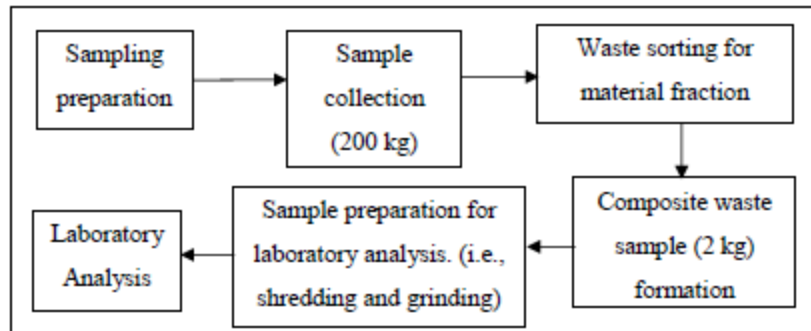 Sampling
preparation
Sample
collection
(200 kg)
Waste sorting for
material fraction
Composite waste
sample (2 kg)
formation
Sample preparation for
laboratory analysis. (i.e.,
shredding and grinding)
Laboratory
Analysis